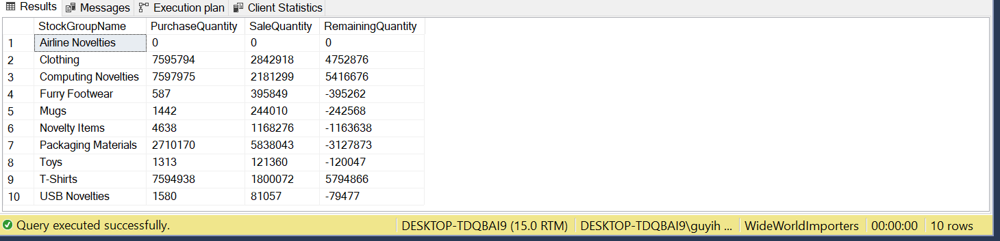 Results Messages Execution plan Client Statistics
StockGroupName PurchaseQuantity SaleQuantity RemainingQuantity
1 Airline Novelties 0 0 0
2 Clothing 7595794 2842918 4752876
3 Computing Novelties 7597975 2181299 5416676
4 Furry Footwear 587 395849 -395262
5 Mugs 1442 244010 -242568
6 Novelty Items 4638 1168276 -1163638
7 Packaging Materials 2710170 5838043 -3127873
8 Toys 1313 121360 -120047
9 T-Shirts 7594938 1800072 5794866
10 USB Novelties 1580 81057 -79477
Query executed successfully. DESKTOP-TDQBAI9 (15.0 RTM) DESKTOP-TDQBAI9\guyih ... WideWorldImporters 00:00:00 10 rows